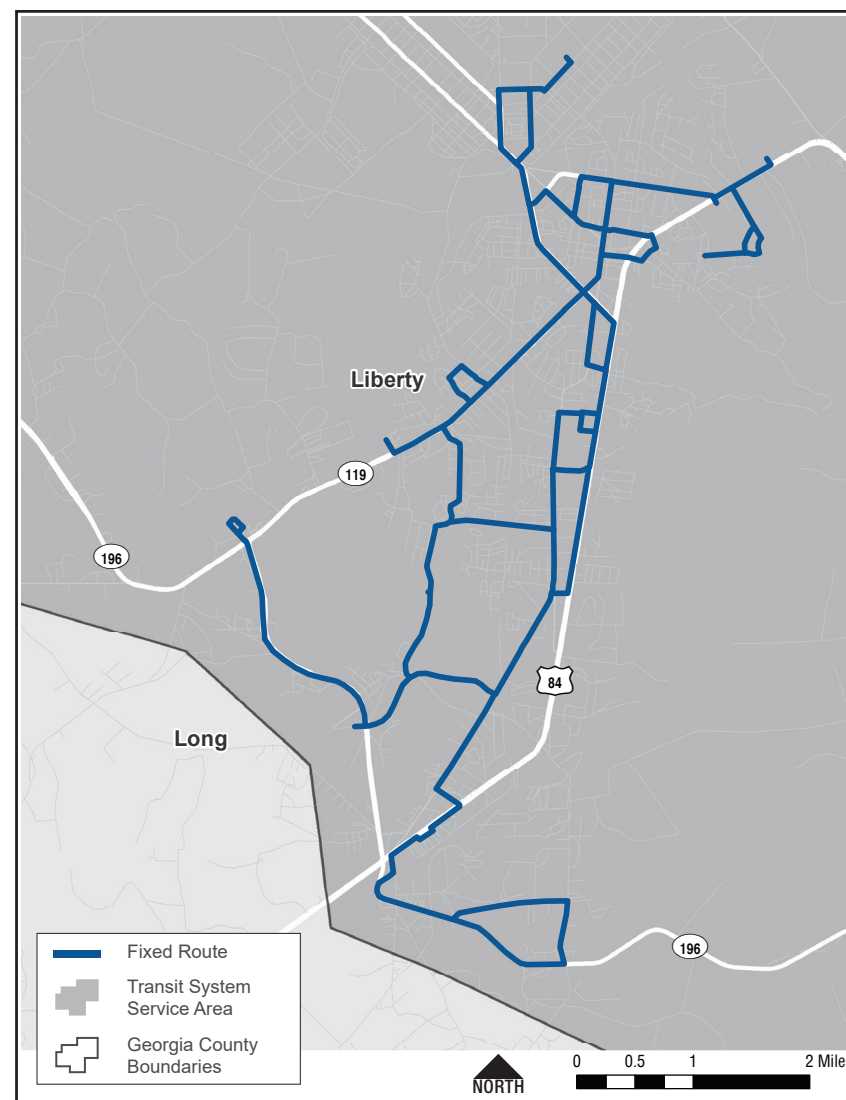 Liberty
119
196
84
Long
196
Fixed Route
Transit System
Service Area
Georgia County
Boundaries
NORTH
0 0.5 1 2 Mile